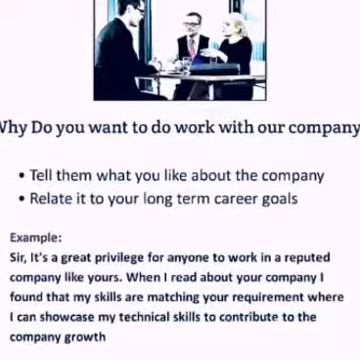 Why Do you want to do work with our company
• Tell them what you like about the company
• Relate it to your long term career goals
Example:
Sir, It's a great privilege for anyone to work in a reputed
company like yours. When I read about your company I
found that my skills are matching your requirement where
I can showcase my technical skills to contribute to the
company growth